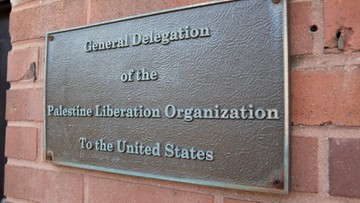 General Delegation
of the
Palestine Liberation Organization
To the United States